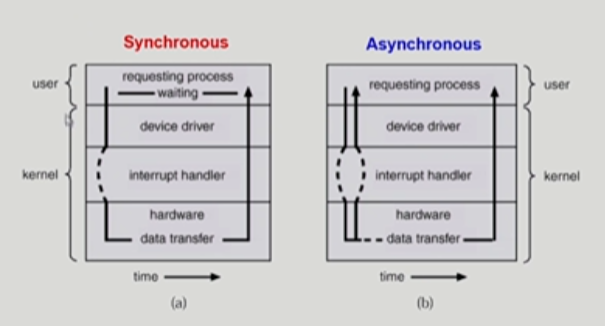 Synchronous
user
requesting process
waiting
device driver
kernel
interrupt handler
hardware
data transfer
time
(a)
Asynchronous
requesting process
user
device driver
interrupt handler
kernel
hardware
data transfer
time
(b)